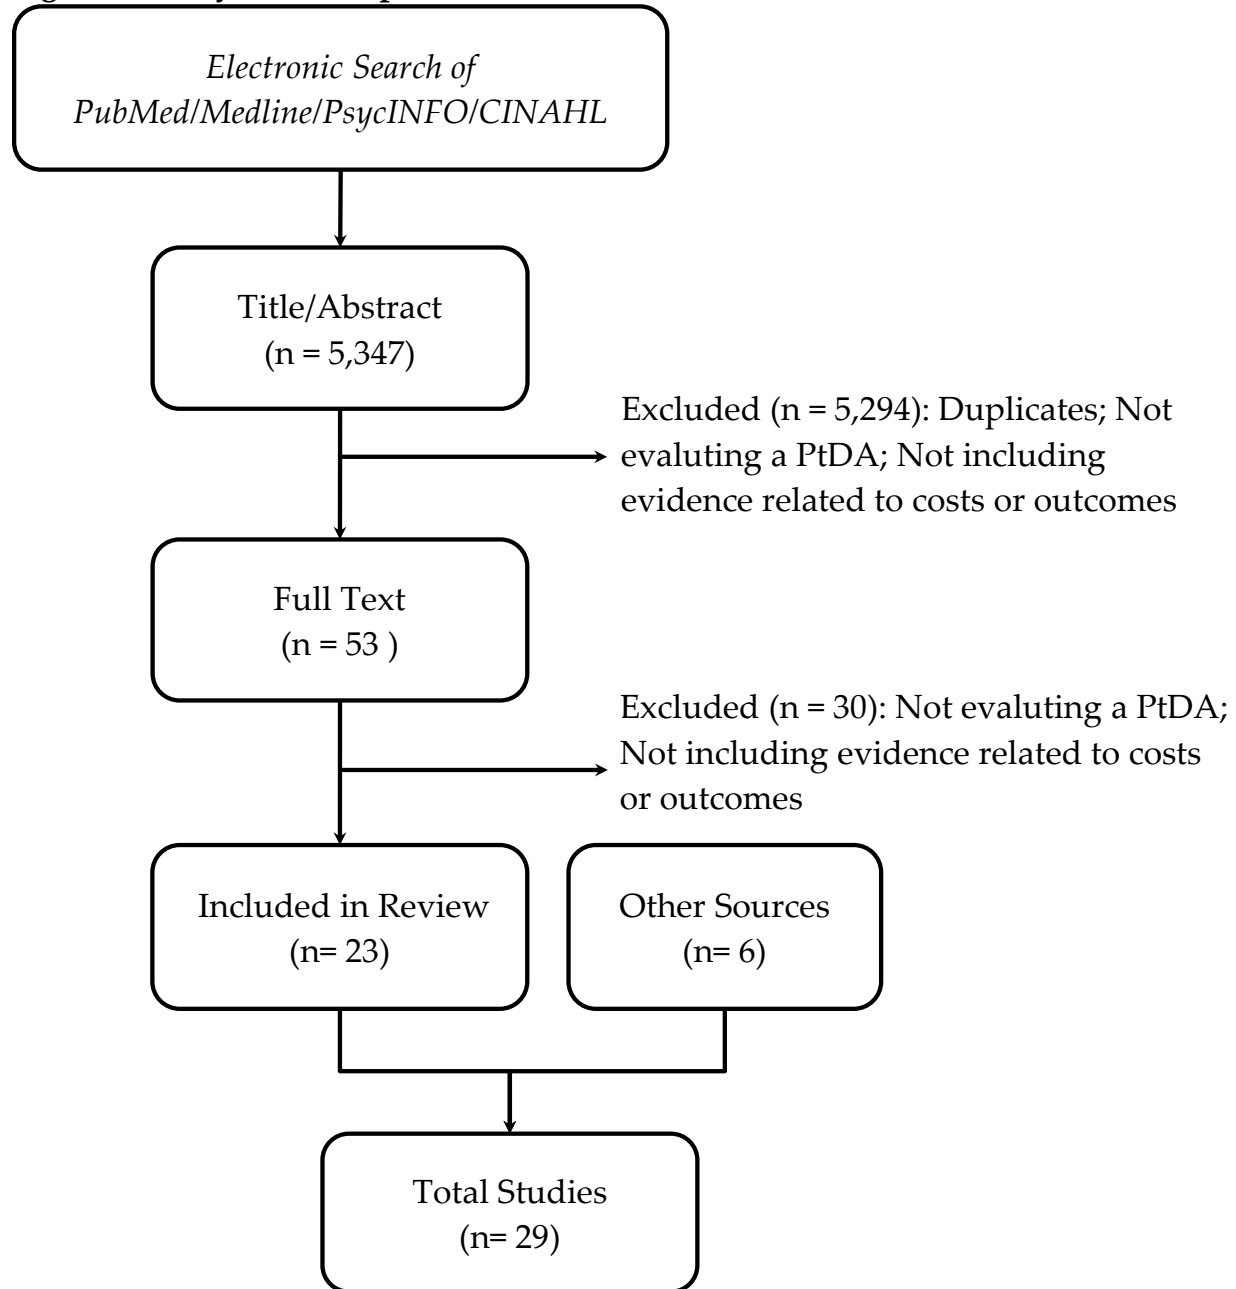 Electronic Search of
PubMed/Medline/PsycINFO/CINAHL
Title/Abstract
(n = 5,347)
Excluded (n = 5,294): Duplicates; Not
evaluting a PtDA; Not including
evidence related to costs or outcomes
Full Text
(n = 53 )
Excluded (n = 30): Not evaluting a PtDA;
Not including evidence related to costs
or outcomes
Included in Review
(n= 23)
Other Sources
(n= 6)
Total Studies
(n= 29)